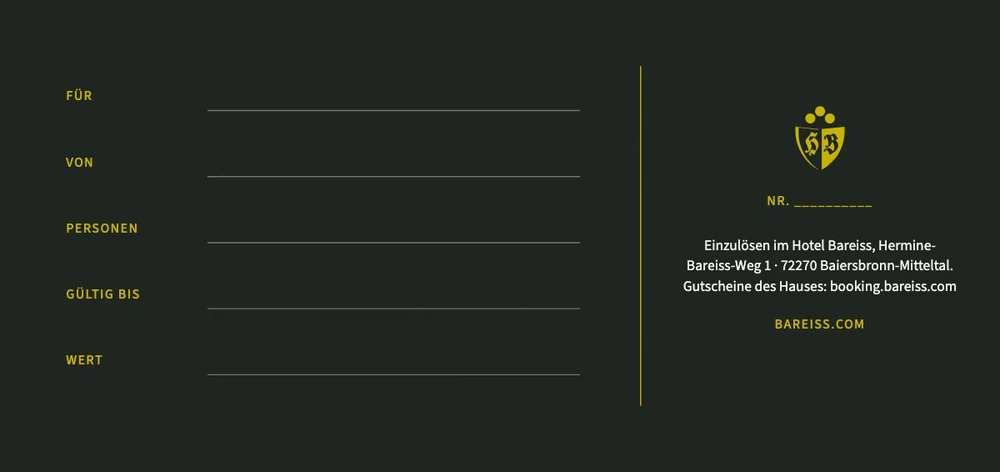 FÜR
VON
PERSONEN
GÜLTIG BIS
WERT
HB
NR. __________
Einzulösen im Hotel Bareiss, Hermine-
Bareiss-Weg 1 · 72270 Baiersbronn-Mitteltal.
Gutscheine des Hauses: booking.bareiss.com
BAREISS.COM